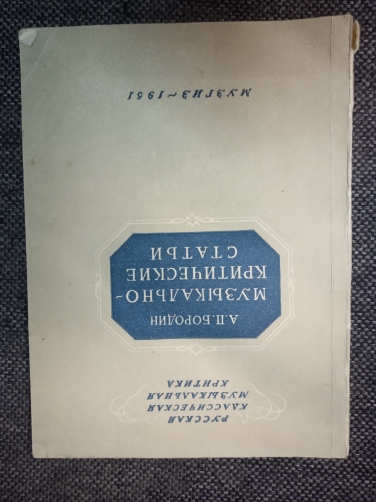 РУССКАЯ
КЛАССИЧЕСКАЯ
МУЗЫКАЛЬНАЯ
КРИТИКА
А.П.БОРОДИН
МУЗЫКАЛЬНО-
КРИТИЧЕСКИЕ
СТАТЬИ
МУЗГИЗ~1951